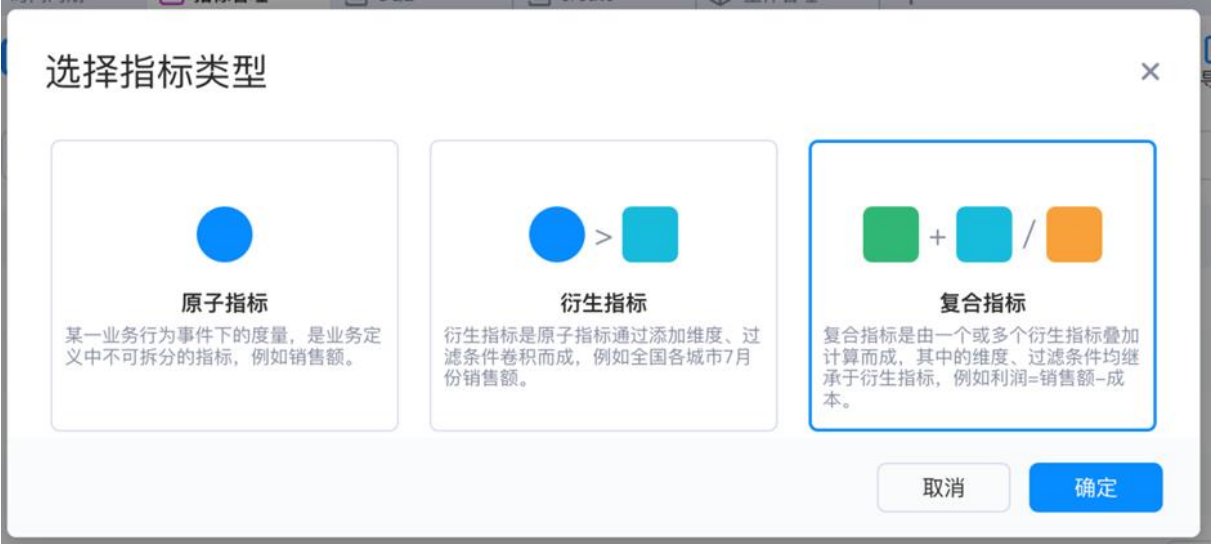 指标管理
选择指标类型
×
> + /
原子指标 衍生指标 复合指标
某一业务行为事件下的度量，是业务定
义中不可拆分的指标，例如销售额。
衍生指标是原子指标通过添加维度、过
滤条件卷积而成，例如全国各城市7月
份销售额。
复合指标是由一个或多个衍生指标叠加
计算而成，其中的维度、过滤条件均继
承于衍生指标，例如利润=销售额-成
本。
取消 确定